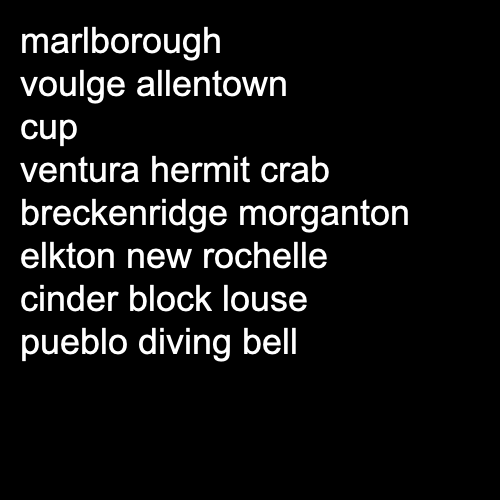 marlborough
voulge allentown
cup
ventura hermit crab
breckenridge morganton
elkton new rochelle
cinder block louse
pueblo diving bell